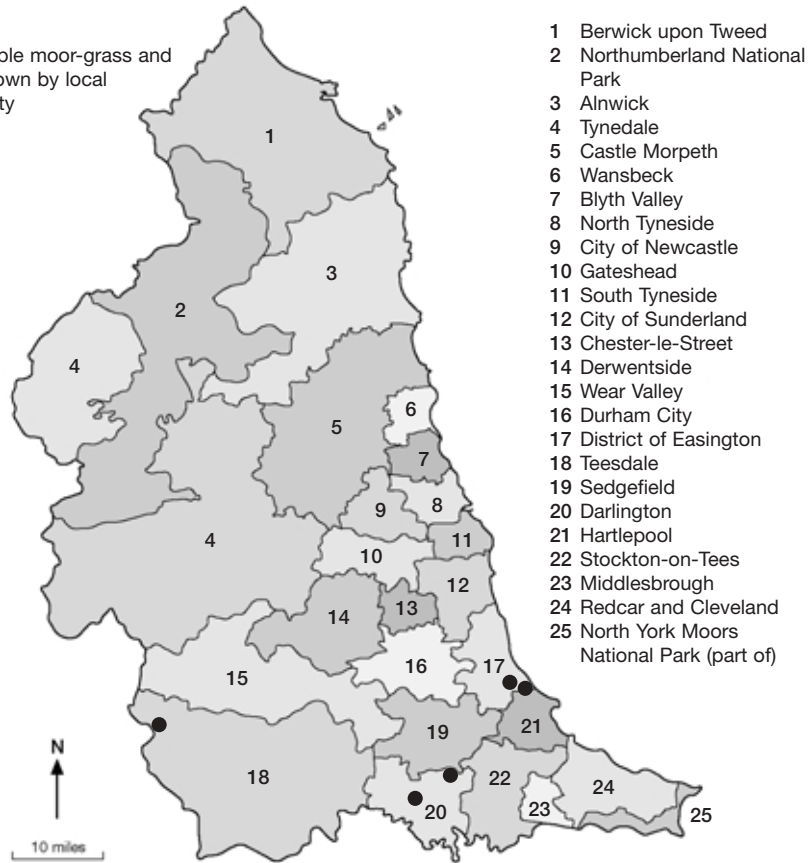 ble moor-grass and
own by local
ty
1 Berwick upon Tweed
2 Northumberland National
Park
3 Alnwick
4 Tynedale
5 Castle Morpeth
6 Wansbeck
7 Blyth Valley
8 North Tyneside
9 City of Newcastle
10 Gateshead
11 South Tyneside
12 City of Sunderland
13 Chester-le-Street
14 Derwentside
15 Wear Valley
16 Durham City
17 District of Easington
18 Teesdale
19 Sedgefield
20 Darlington
21 Hartlepool
22 Stockton-on-Tees
23 Middlesbrough
24 Redcar and Cleveland
25 North York Moors
National Park (part of)
1
3
2
4
6
5
7
8
9
11
4
10
12
13
14
16
17
15
21
19
N
18
22
24
20
23
25
10 miles